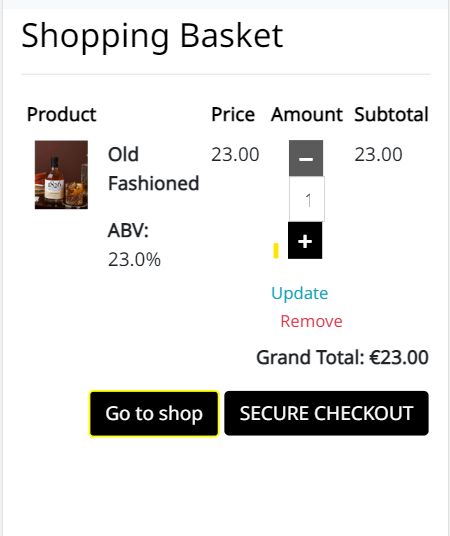 Shopping Basket
Product Price Amount Subtotal
Old Fashioned 23.00 − 23.00
1
ABV: 23.0% +
Update
Remove
Grand Total: €23.00
Go to shop SECURE CHECKOUT